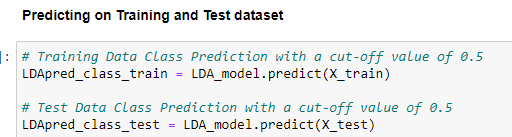 Predicting on Training and Test dataset
]: # Training Data Class Prediction with a cut-off value of 0.5
LDApred_class_train = LDA_model.predict(X_train)
# Test Data Class Prediction with a cut-off value of 0.5
LDApred_class_test = LDA_model.predict(X_test)